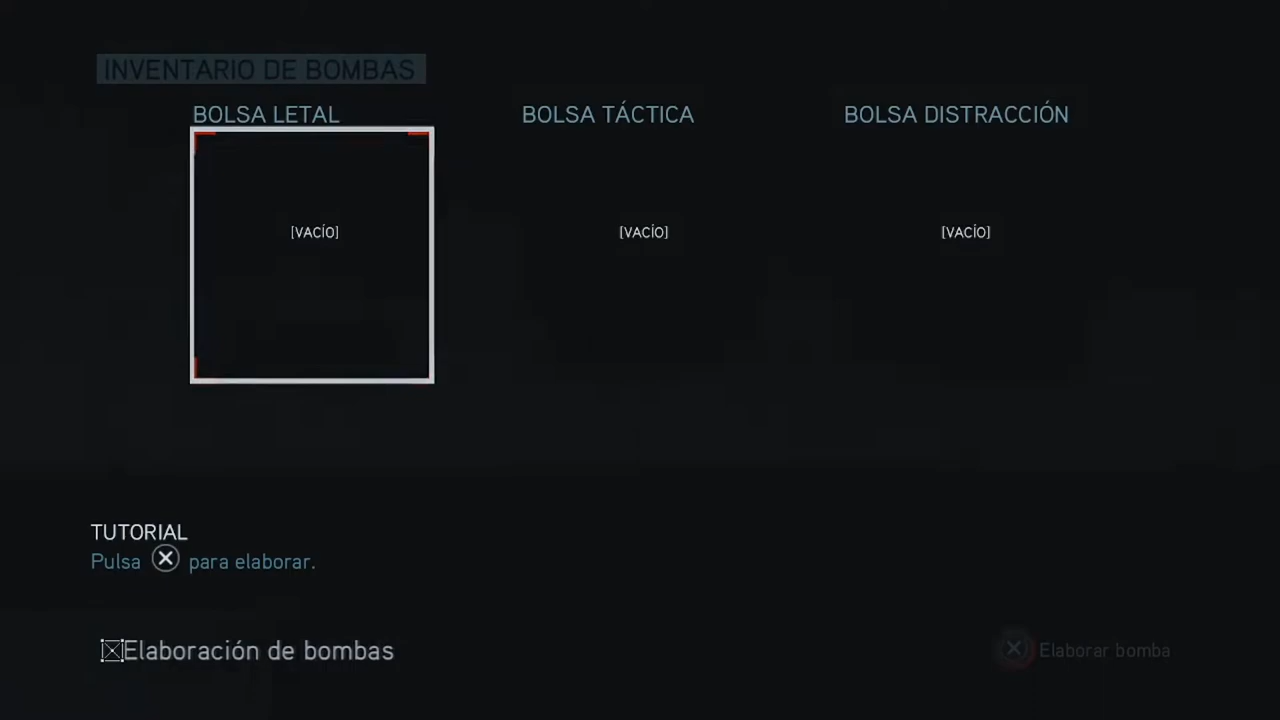 INVENTARIO DE BOMBAS
BOLSA LETAL
BOLSA TÁCTICA
BOLSA DISTRACCIÓN
[VACÍO]
[VACÍO]
[VACÍO]
TUTORIAL
Pulsa X para elaborar.
Elaboración de bombas
X Elaborar bomba